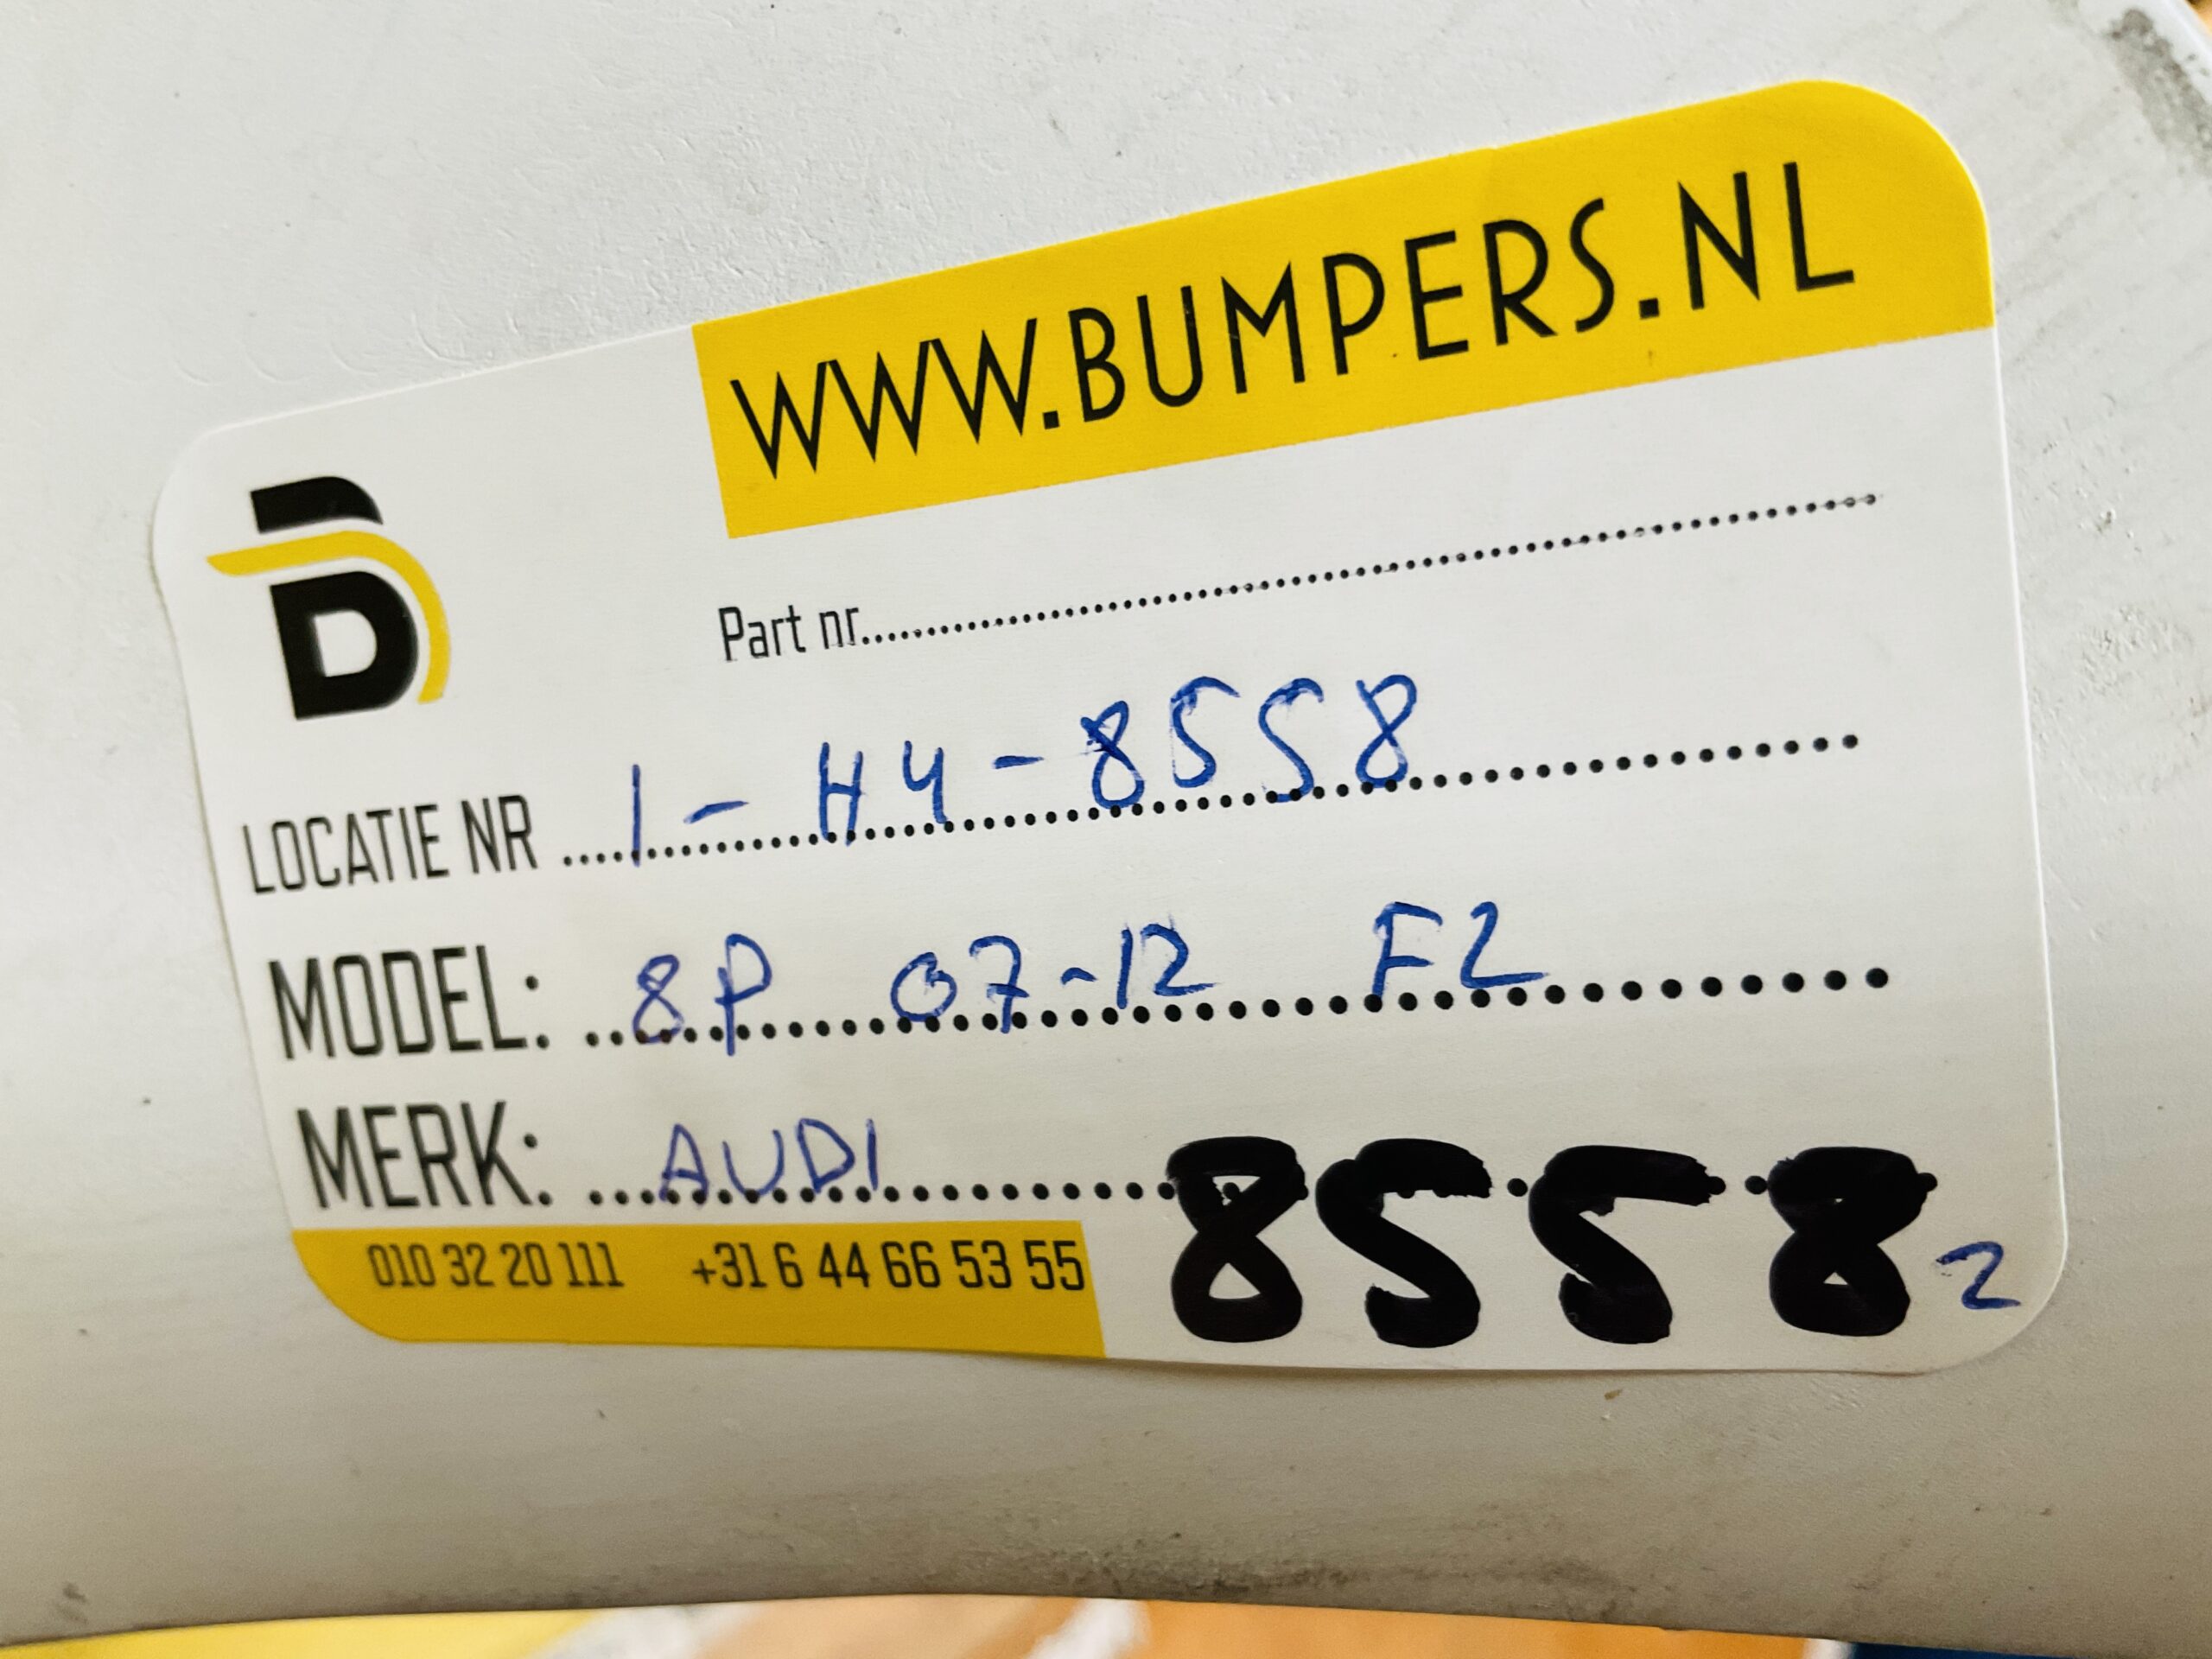 WWW.BUMPERS.NL
Part nr....................
LOCATIE NR 1-H4-8558
MODEL: 8P 07-12 F2
MERK: AUDI
010 32 20 111 +31 6 44 66 53 55
8558 2